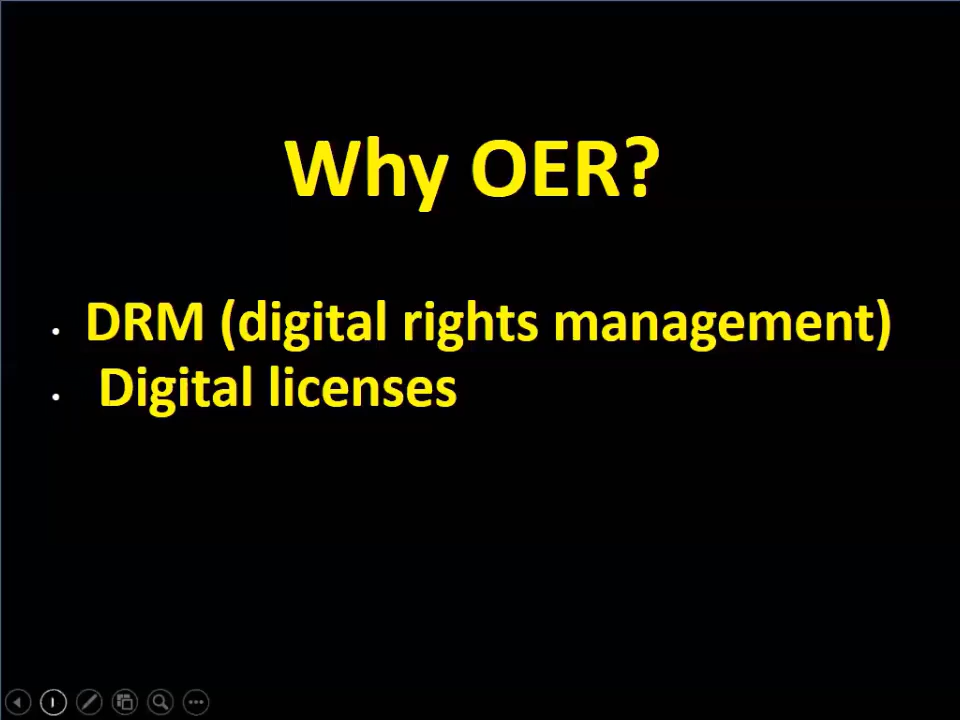 Why OER?
• DRM (digital rights management)
• Digital licenses